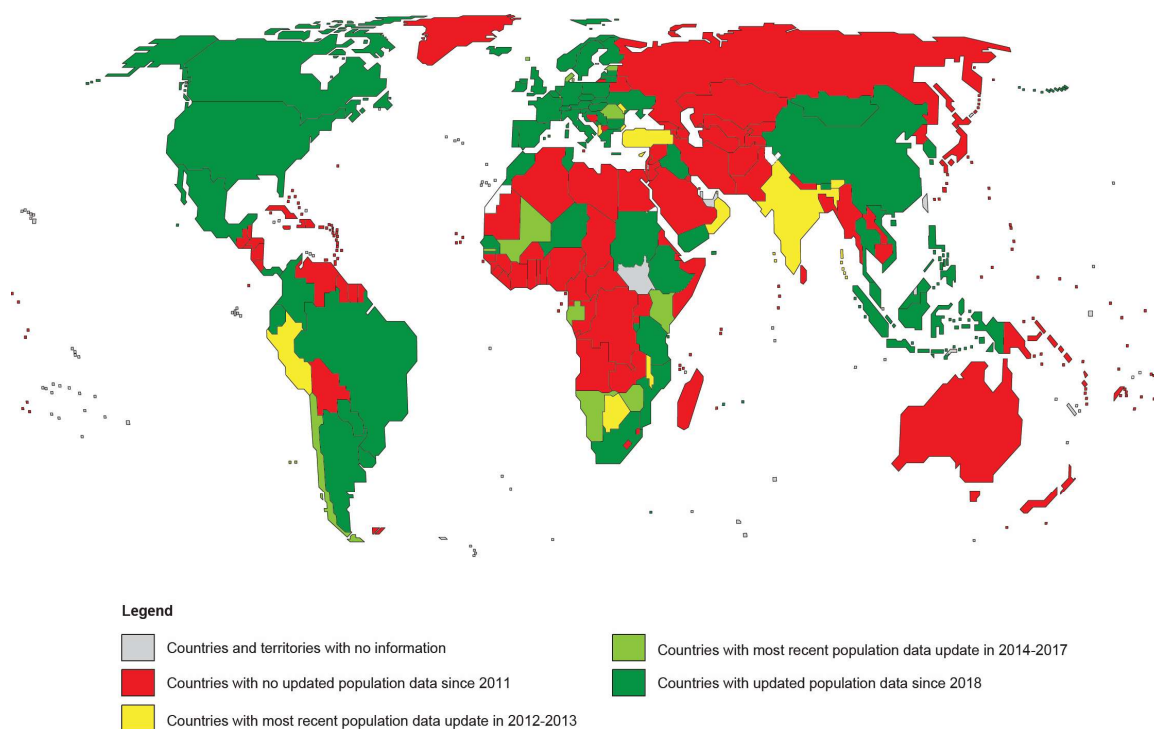 Legend
Countries and territories with no information
Countries with no updated population data since 2011
Countries with most recent population data update in 2012-2013
Countries with most recent population data update in 2014-2017
Countries with updated population data since 2018